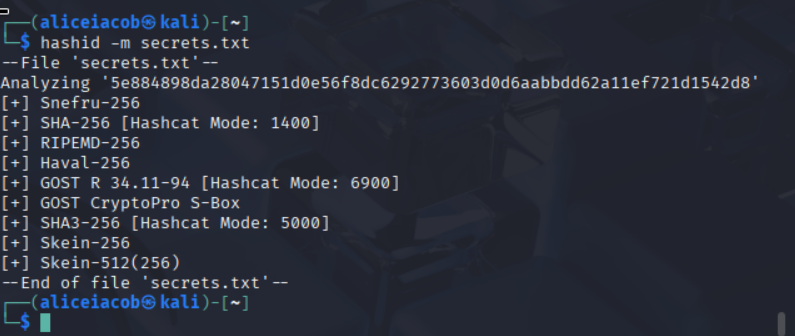 ┌──(aliceiacob㉿kali)-[~]
└─$ hashid -m secrets.txt
--File 'secrets.txt'--
Analyzing '5e884898da28047151d0e56f8dc6292773603d0d6aabbdd62a11ef721d1542d8'
[+] Snefru-256
[+] SHA-256 [Hashcat Mode: 1400]
[+] RIPEMD-256
[+] Haval-256
[+] GOST R 34.11-94 [Hashcat Mode: 6900]
[+] GOST CryptoPro S-Box
[+] SHA3-256 [Hashcat Mode: 5000]
[+] Skein-256
[+] Skein-512(256)
--End of file 'secrets.txt'--
┌──(aliceiacob㉿kali)-[~]
└─$